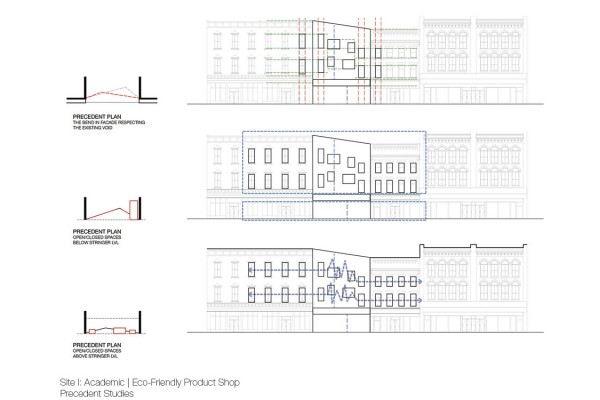 PRECEDENT PLAN
THE BEND IN FACADE RESPECTING
THE EXISTING VOID
PRECEDENT PLAN
OPEN/CLOSED SPACES
BELOW STRINGER LVL
PRECEDENT PLAN
OPEN/CLOSED SPACES
ABOVE STRINGER LVL
Site I: Academic | Eco-Friendly Product Shop
Precedent Studies